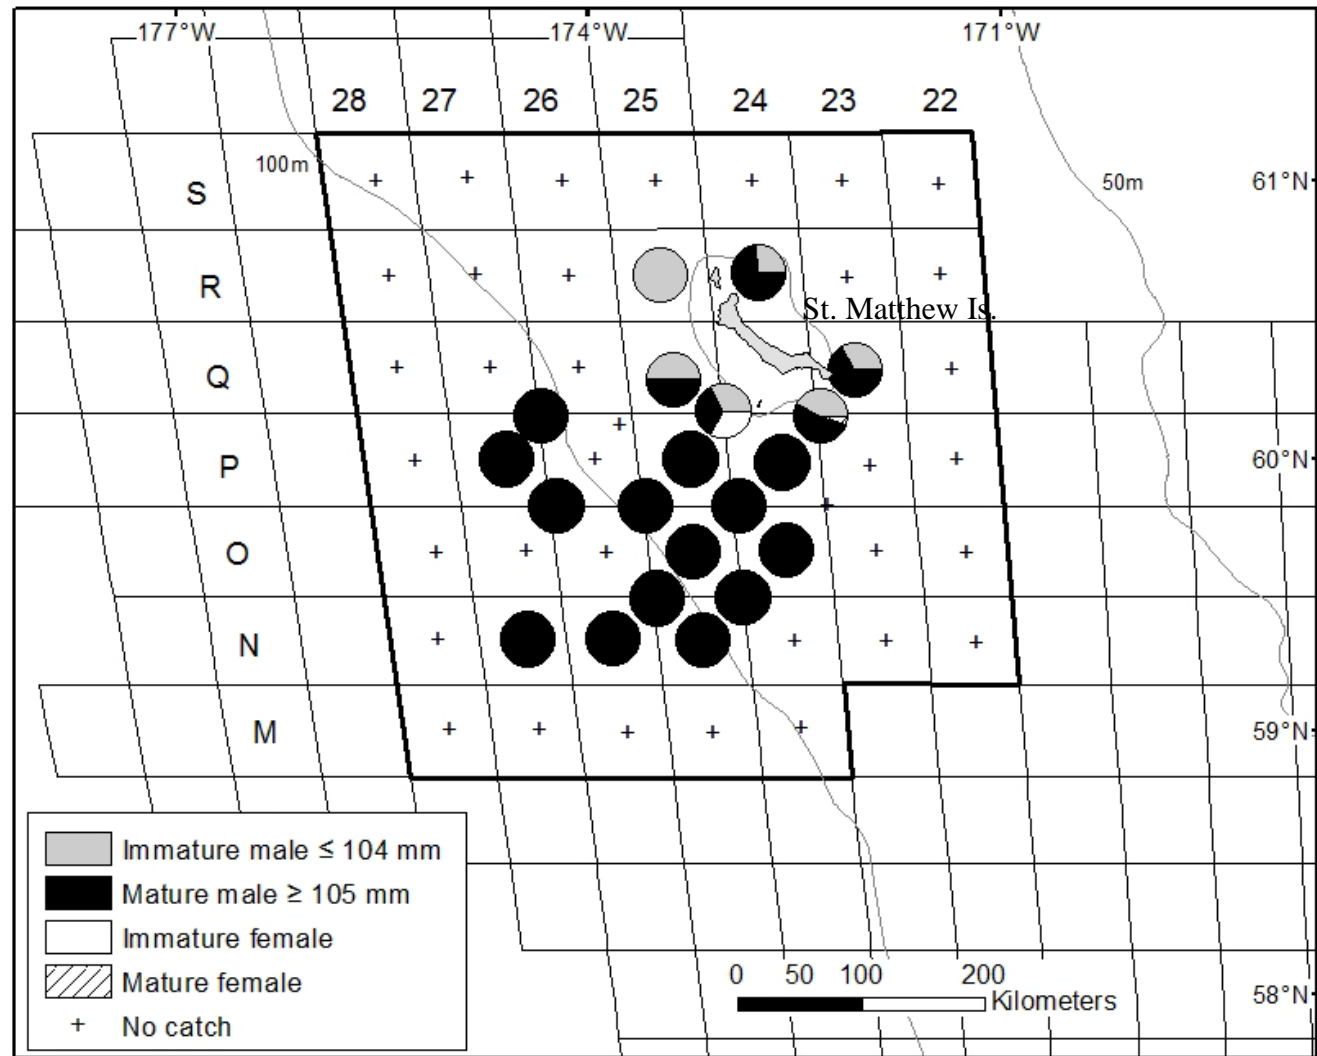 177°W 174°W 171°W
28 27 26 25 24 23 22
100m
50m
S
61°N
R
St. Matthew Is.
Q
P
60°N
O
N
M
59°N
Immature male ≤ 104 mm
Mature male ≥ 105 mm
Immature female
Mature female
+ No catch
0 50 100 200
Kilometers
58°N